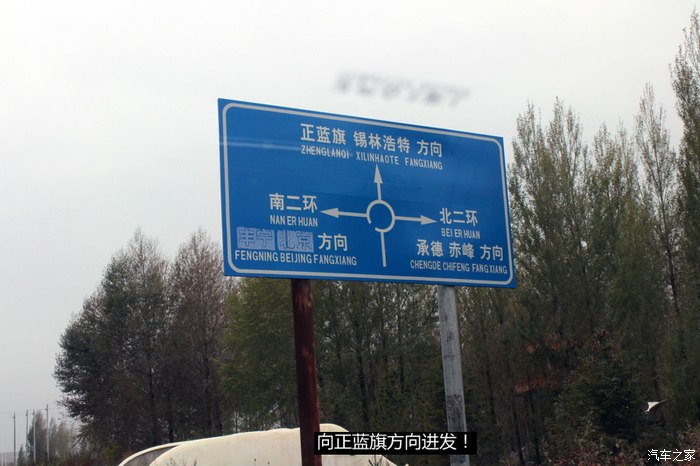 正蓝旗 锡林浩特 方向
ZHENGLANQI XILINHAOTE FANGXIANG
南二环
NAN ER HUAN
北京 方向
FENGNING BEIJING FANGXIANG
北二环
BEI ER HUAN
承德 赤峰 方向
CHENGDE CHIFENG FANGXIANG
向正蓝旗方向进发！
汽车之家